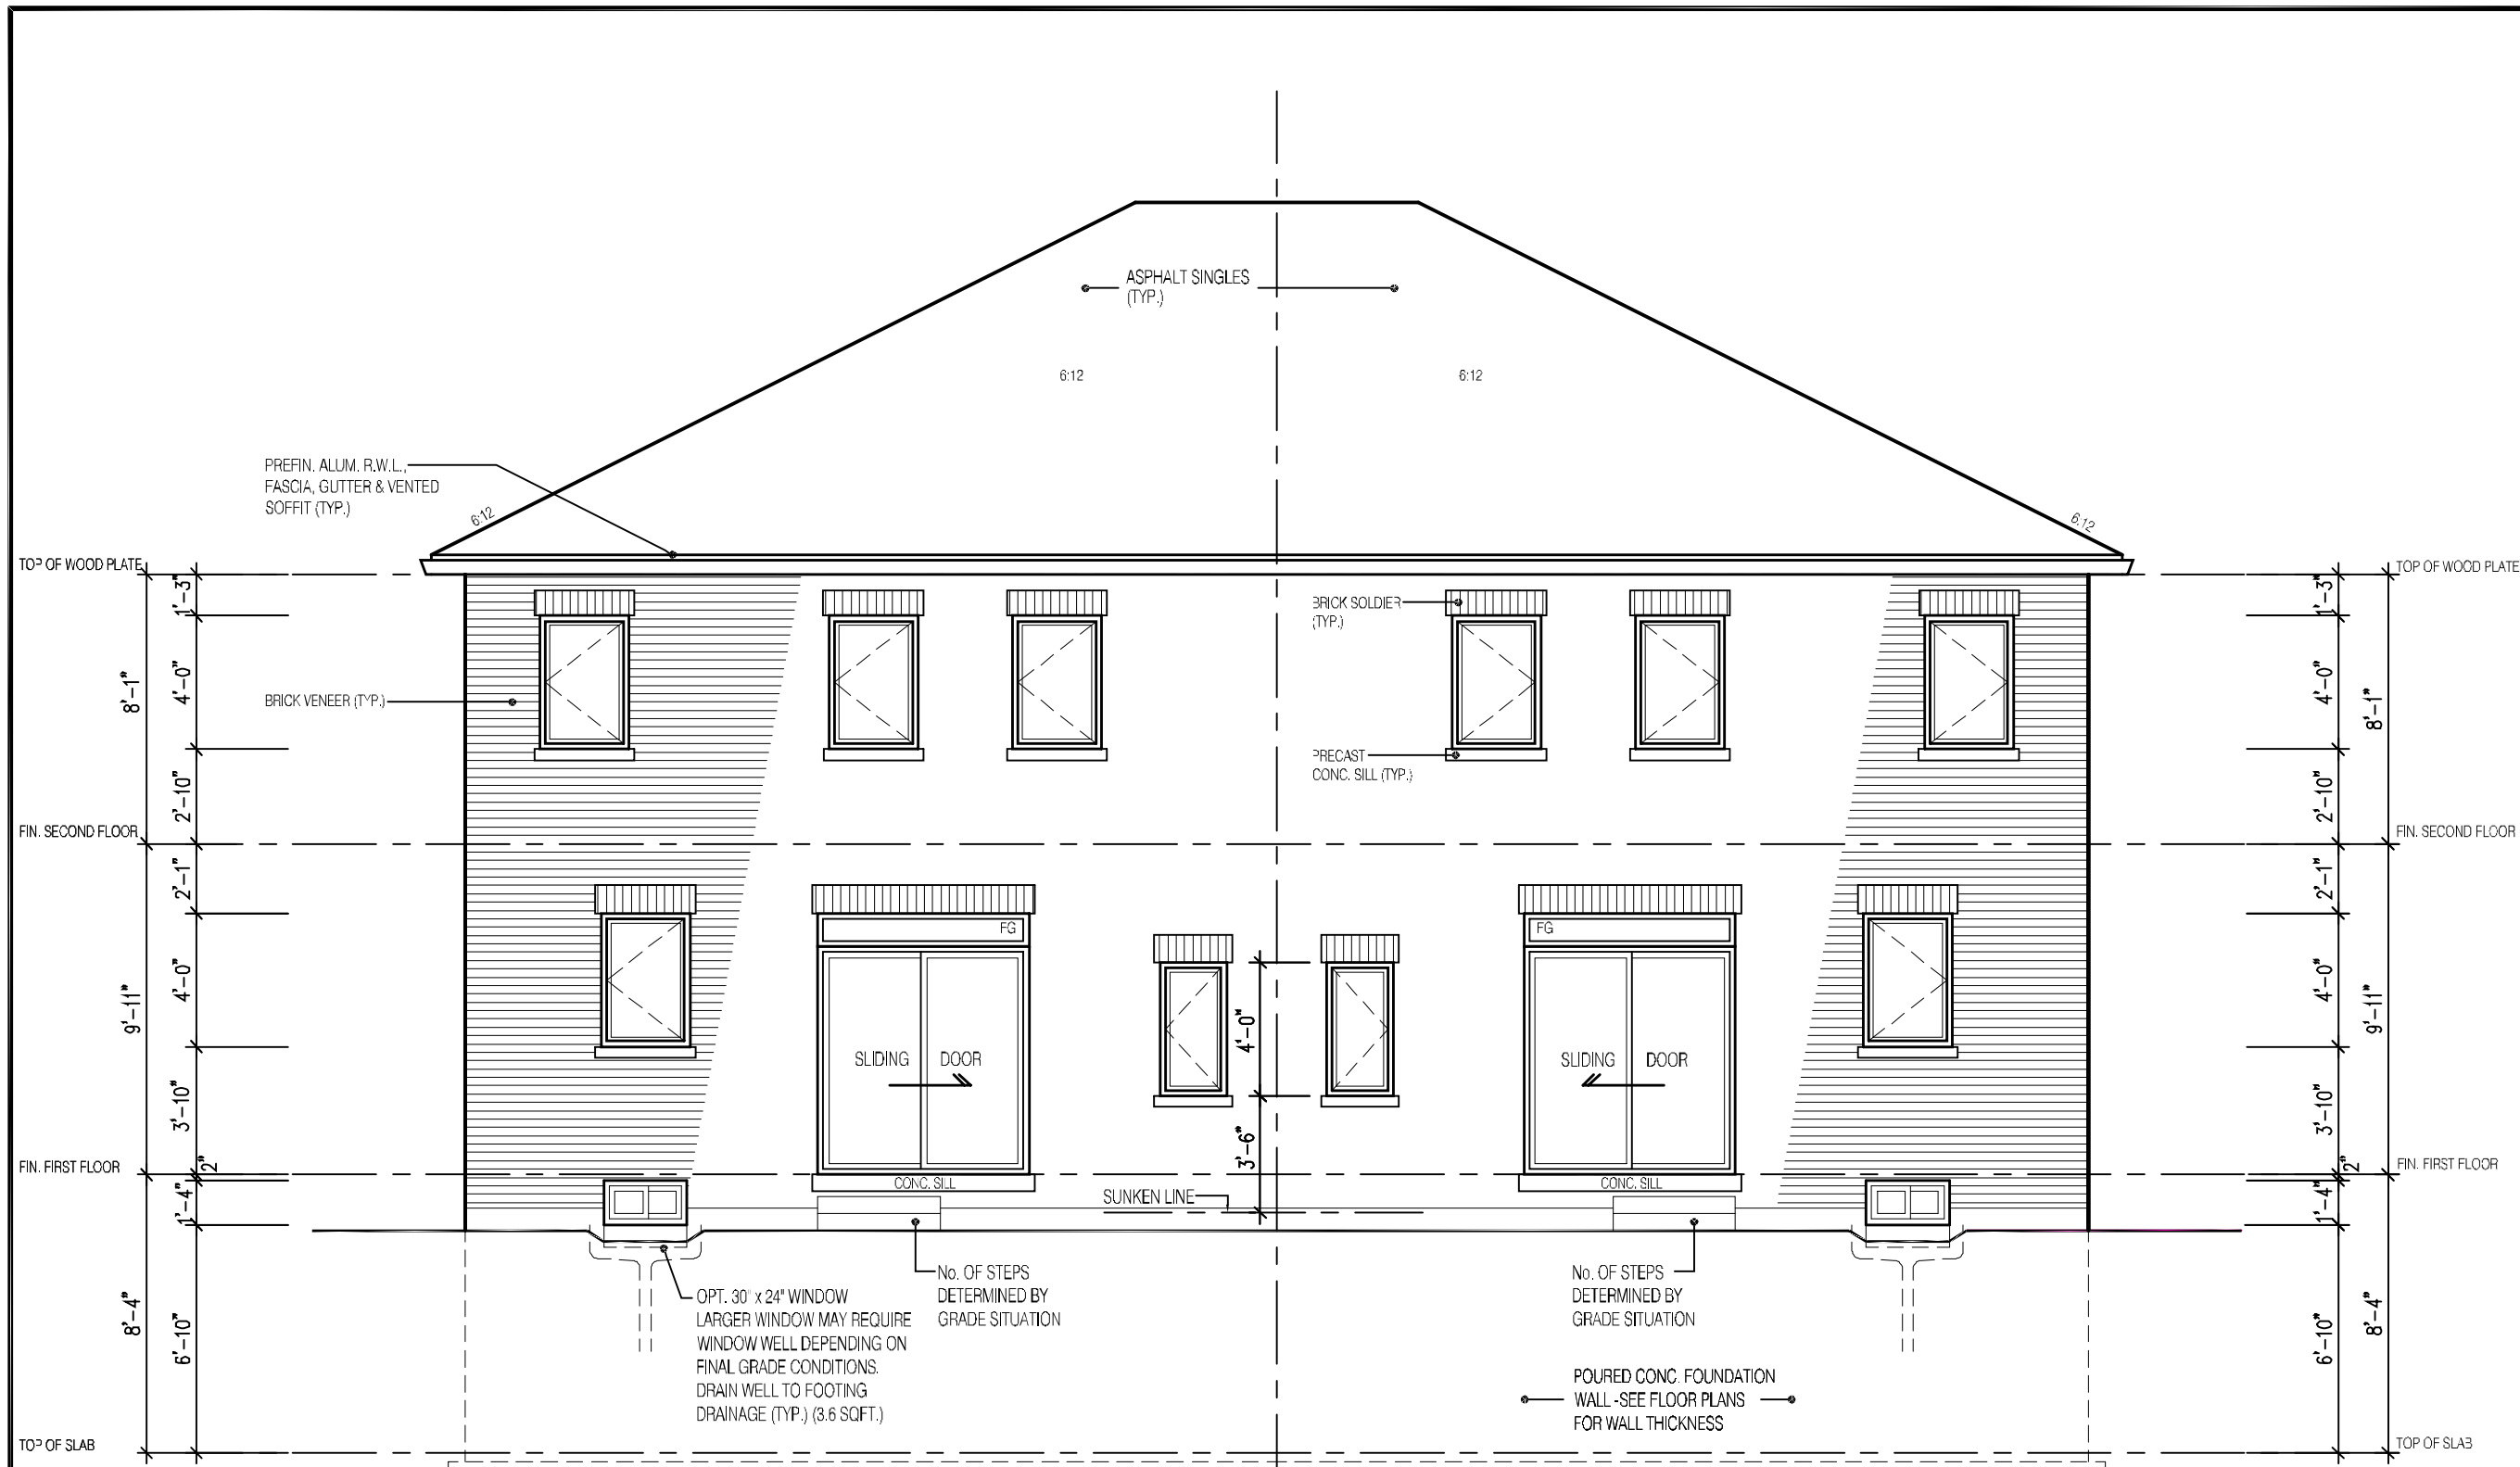 ASPHALT SINGLES
(TYP.)
6:12
6:12
PREFIN. ALUM. R.W.L.,
FASCIA, GUTTER & VENTED
SOFFIT (TYP.)
6:12
6:12
TOP OF WOOD PLATE
TOP OF WOOD PLATE
1'-3"
1'-3"
BRICK SOLDIER
(TYP.)
8'-1"
4'-0"
BRICK VENEER (TYP.)
4'-0"
8'-1"
PRECAST
CONC. SILL (TYP.)
2'-10"
2'-10"
FIN. SECOND FLOOR
FIN. SECOND FLOOR
2'-1"
2'-1"
FG
FG
9'-11"
4'-0"
4'-0"
4'-0"
9'-11"
SLIDING DOOR
SLIDING DOOR
3'-10"
3'-6"
3'-10"
FIN. FIRST FLOOR
2"
2"
FIN. FIRST FLOOR
CONC. SILL
CONC. SILL
1'-4"
SUNKEN LINE
1'-4"
No. OF STEPS
DETERMINED BY
GRADE SITUATION
No. OF STEPS
DETERMINED BY
GRADE SITUATION
OPT. 30" x 24" WINDOW
LARGER WINDOW MAY REQUIRE
WINDOW WELL DEPENDING ON
FINAL GRADE CONDITIONS.
DRAIN WELL TO FOOTING
DRAINAGE (TYP.) (3.6 SQFT.)
8'-4"
6'-10"
6'-10"
8'-4"
POURED CONC. FOUNDATION
WALL -SEE FLOOR PLANS
FOR WALL THICKNESS
TOP OF SLAB
TOP OF SLAB